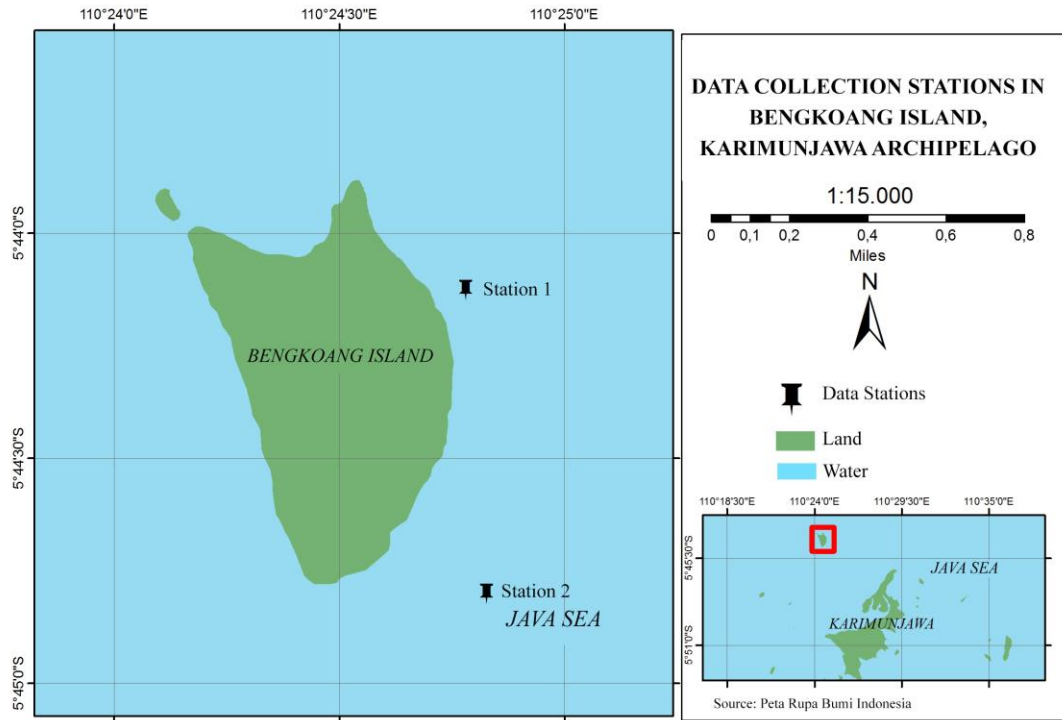 110°24'0"E
110°24'30"E
110°25'0"E
5°44'0"S
5°44'30"S
5°45'0"S
Station 1
BENGKOANG ISLAND
Station 2
JAVA SEA
DATA COLLECTION STATIONS IN
BENGKOANG ISLAND,
KARIMUNJAWA ARCHIPELAGO
1:15.000
0 0,1 0,2 0,4 0,6 0,8
Miles
N
Data Stations
Land
Water
110°18'30"E 110°24'0"E 110°29'30"E 110°35'0"E
5°45'30"S
5°51'0"S
JAVA SEA
KARIMUNJAWA
Source: Peta Rupa Bumi Indonesia